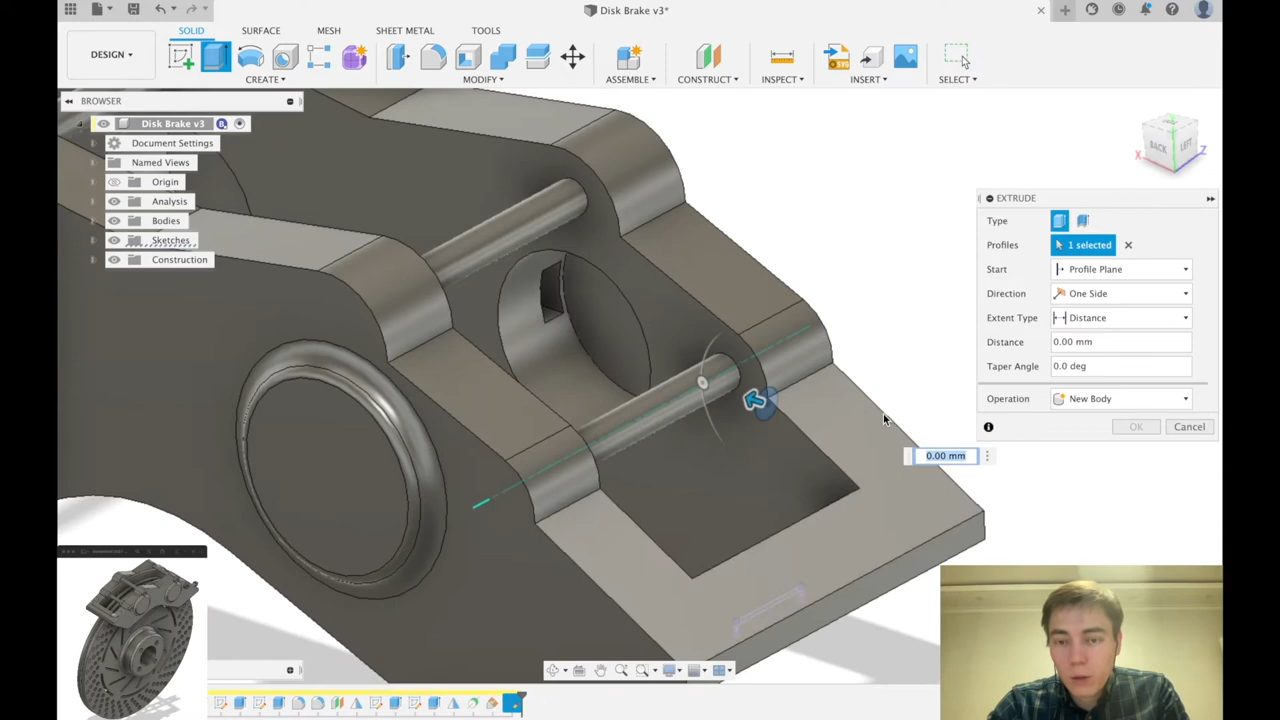 Disk Brake v3*
DESIGN
SOLID
SURFACE
MESH
SHEET METAL
TOOLS
CREATE
MODIFY
ASSEMBLE
CONSTRUCT
INSPECT
INSERT
SELECT
SVG
BROWSER
Disk Brake v3
Document Settings
Named Views
Origin
Analysis
Bodies
Sketches
Construction
BACK
LEFT
X
Z
EXTRUDE
Type
Profiles
1 selected
Start
Profile Plane
Direction
One Side
Extent Type
Distance
Distance
0.00 mm
Taper Angle
0.0 deg
Operation
New Body
OK
Cancel
0.00 mm